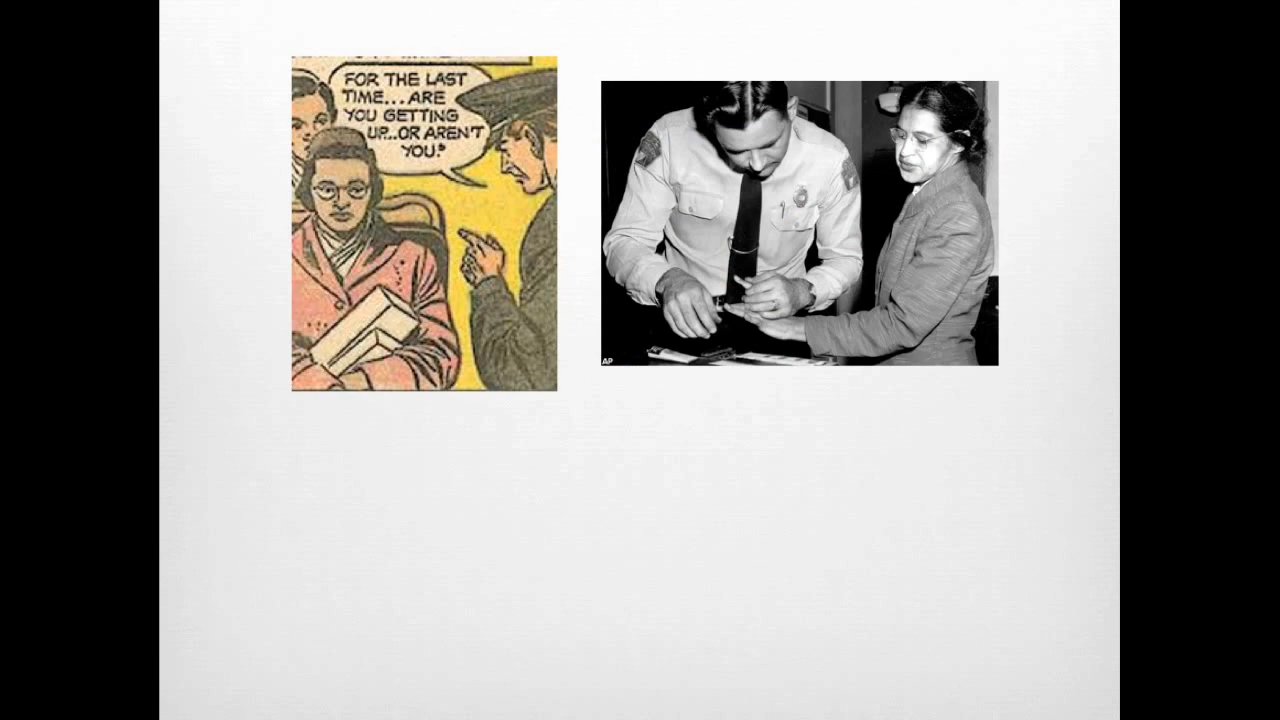 FOR THE LAST
TIME...ARE
YOU GETTING
UP...OR AREN'T
YOU?
AP